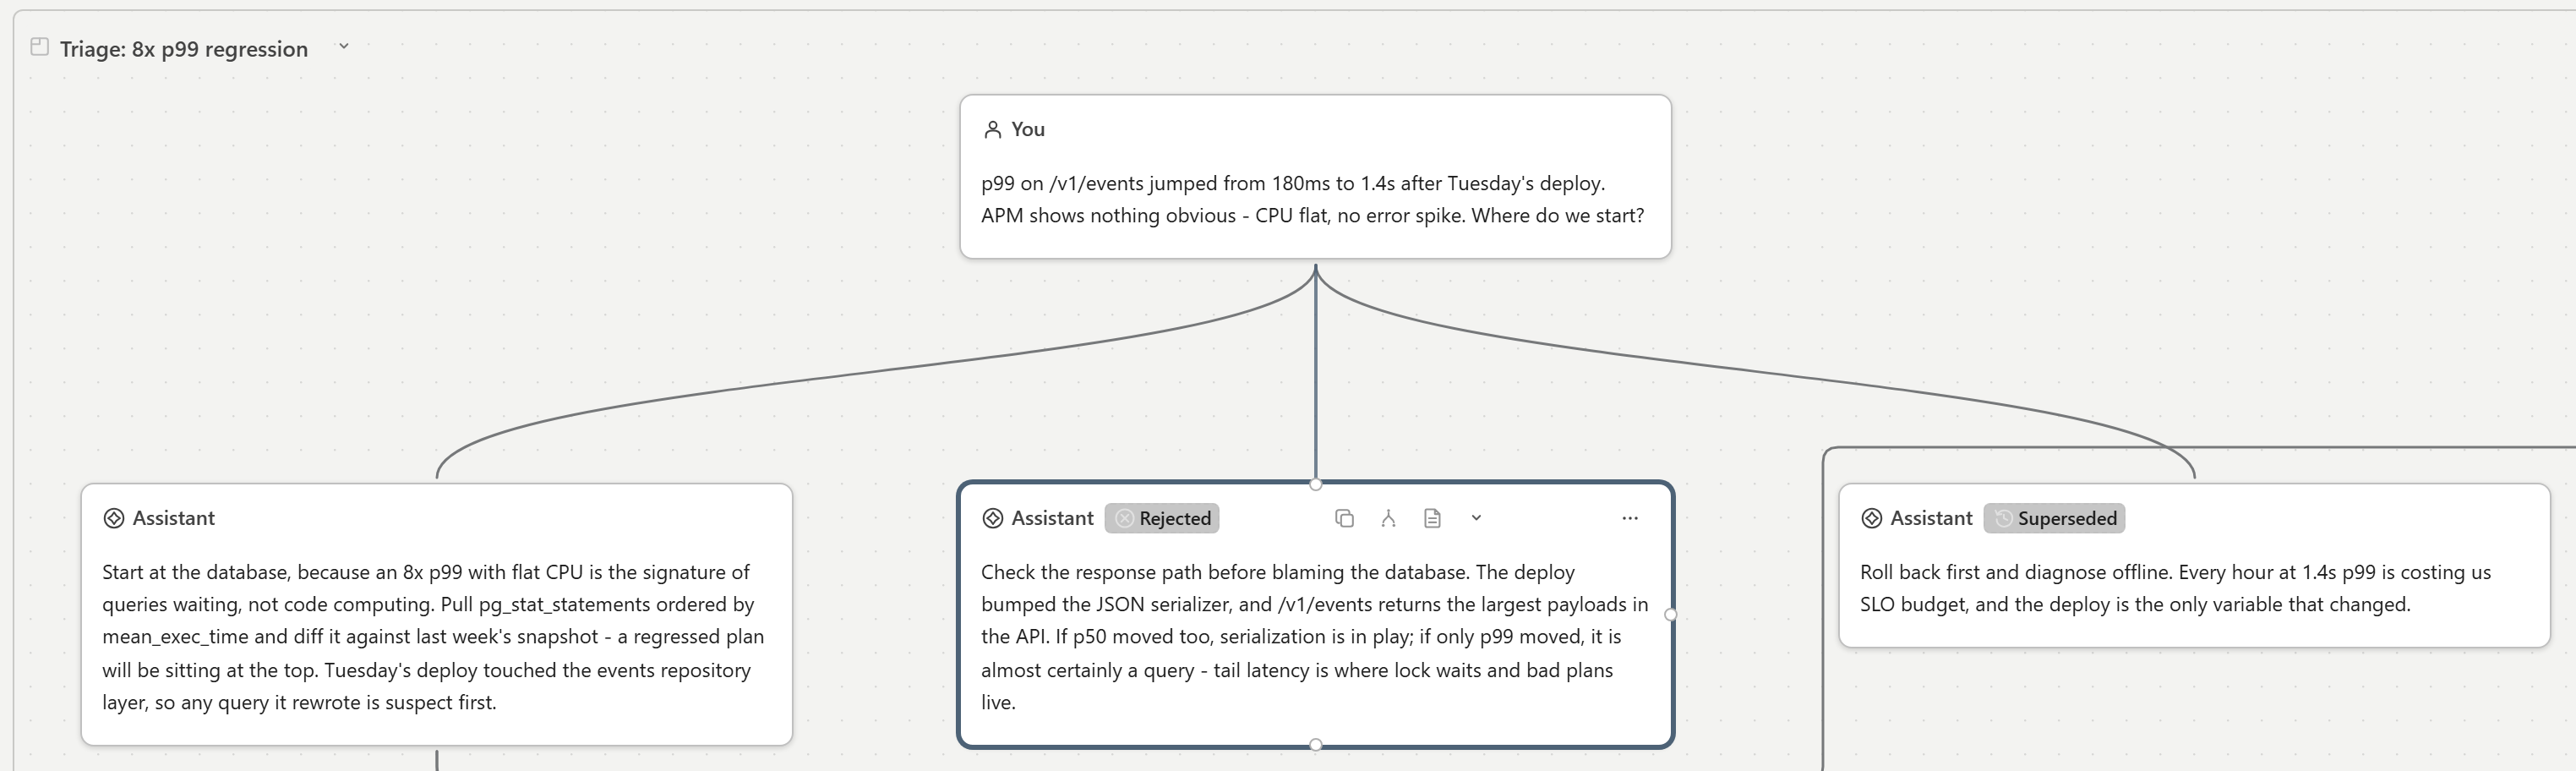 Triage: 8x p99 regression
You
p99 on /v1/events jumped from 180ms to 1.4s after Tuesday's deploy.
APM shows nothing obvious - CPU flat, no error spike. Where do we start?
Assistant
Start at the database, because an 8x p99 with flat CPU is the signature of
queries waiting, not code computing. Pull pg_stat_statements ordered by
mean_exec_time and diff it against last week's snapshot - a regressed plan
will be sitting at the top. Tuesday's deploy touched the events repository
layer, so any query it rewrote is suspect first.
Assistant Rejected
Check the response path before blaming the database. The deploy
bumped the JSON serializer, and /v1/events returns the largest payloads in
the API. If p50 moved too, serialization is in play; if only p99 moved, it is
almost certainly a query - tail latency is where lock waits and bad plans
live.
Assistant Superseded
Roll back first and diagnose offline. Every hour at 1.4s p99 is costing us
SLO budget, and the deploy is the only variable that changed.